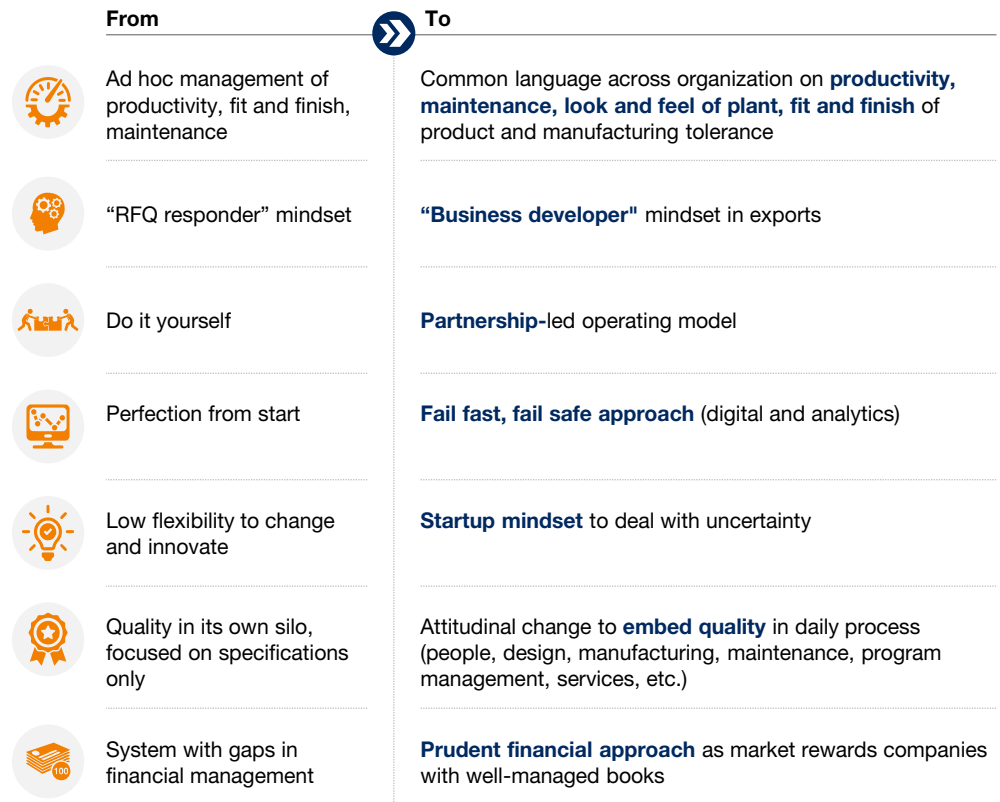 From
To
Ad hoc management of
productivity, fit and finish,
maintenance
Common language across organization on productivity,
maintenance, look and feel of plant, fit and finish of
product and manufacturing tolerance
“RFQ responder” mindset
“Business developer" mindset in exports
Do it yourself
Partnership-led operating model
Perfection from start
Fail fast, fail safe approach (digital and analytics)
Low flexibility to change
and innovate
Startup mindset to deal with uncertainty
Quality in its own silo,
focused on specifications
only
Attitudinal change to embed quality in daily process
(people, design, manufacturing, maintenance, program
management, services, etc.)
100
System with gaps in
financial management
Prudent financial approach as market rewards companies
with well-managed books